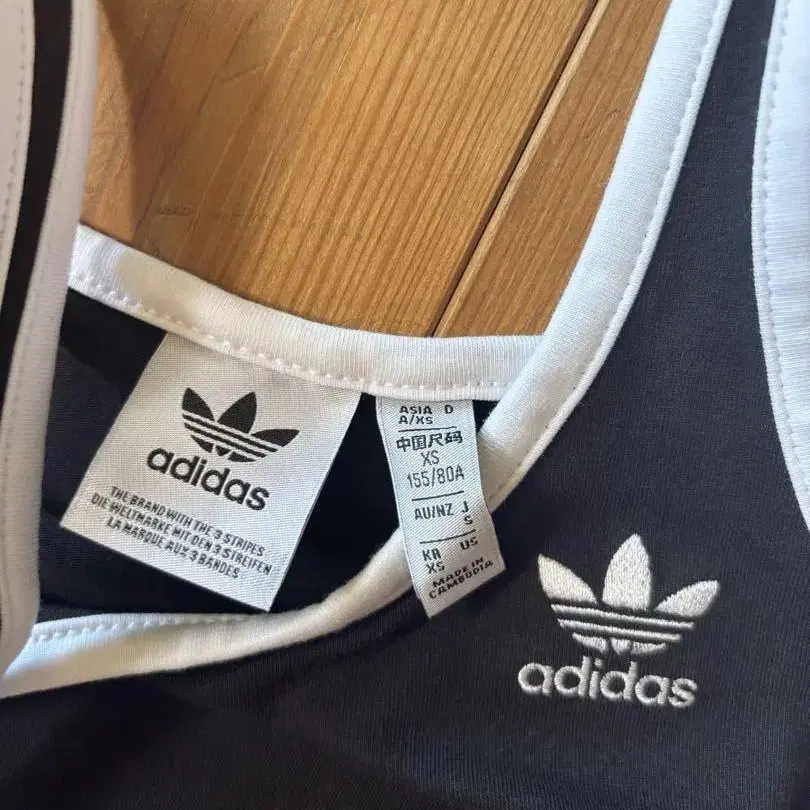 adidas
THE BRAND WITH THE 3 STRIPES
DIE WELTMARKE MIT DEN 3 STREIFEN
LA MARQUE AUX 3 BANDES
ASIA D
A/XS
中国尺码
XS
155/80A
AU/NZ J
S
KR US
XS
MADE IN
CAMBODIA
adidas